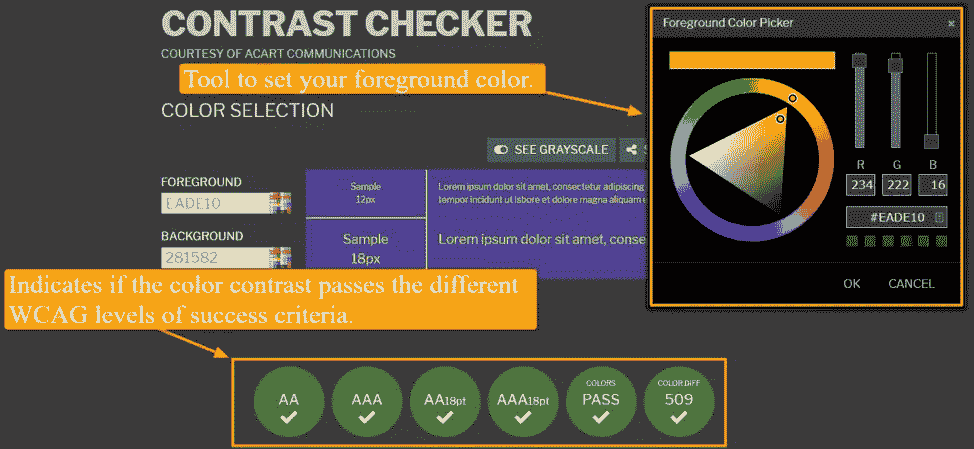 CONTRAST CHECKER
COURTESY OF ACART COMMUNICATIONS
Tool to set your foreground color.
COLOR SELECTION
SEE GRAYSCALE
FOREGROUND
EADE10
BACKGROUND
281582
Sample
12px
Lorem ipsum dolor sit amet, consectetur adipiscing
tempor incidunt ut labore et dolore magna aliquam
Sample
18px
Lorem ipsum dolor sit amet, conse
Foreground Color Picker
×
R G B
234 222 16
#EADE10
OK CANCEL
Indicates if the color contrast passes the different
WCAG levels of success criteria.
AA
AAA
AA18pt
AAA18pt
COLORS
PASS
COLOR DIFF
509